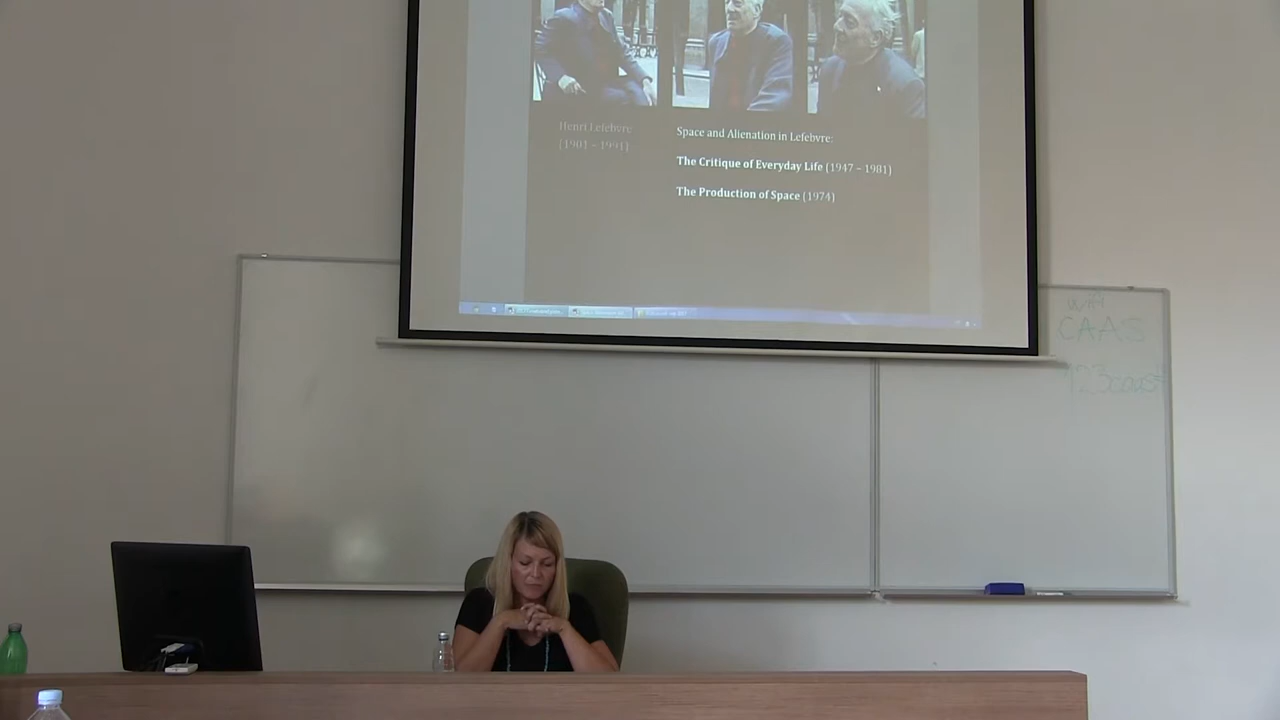 Henri Lefebvre
(1901 – 1991)
Space and Alienation in Lefebvre:
The Critique of Everyday Life (1947 – 1981)
The Production of Space (1974)
wifi
CAAS